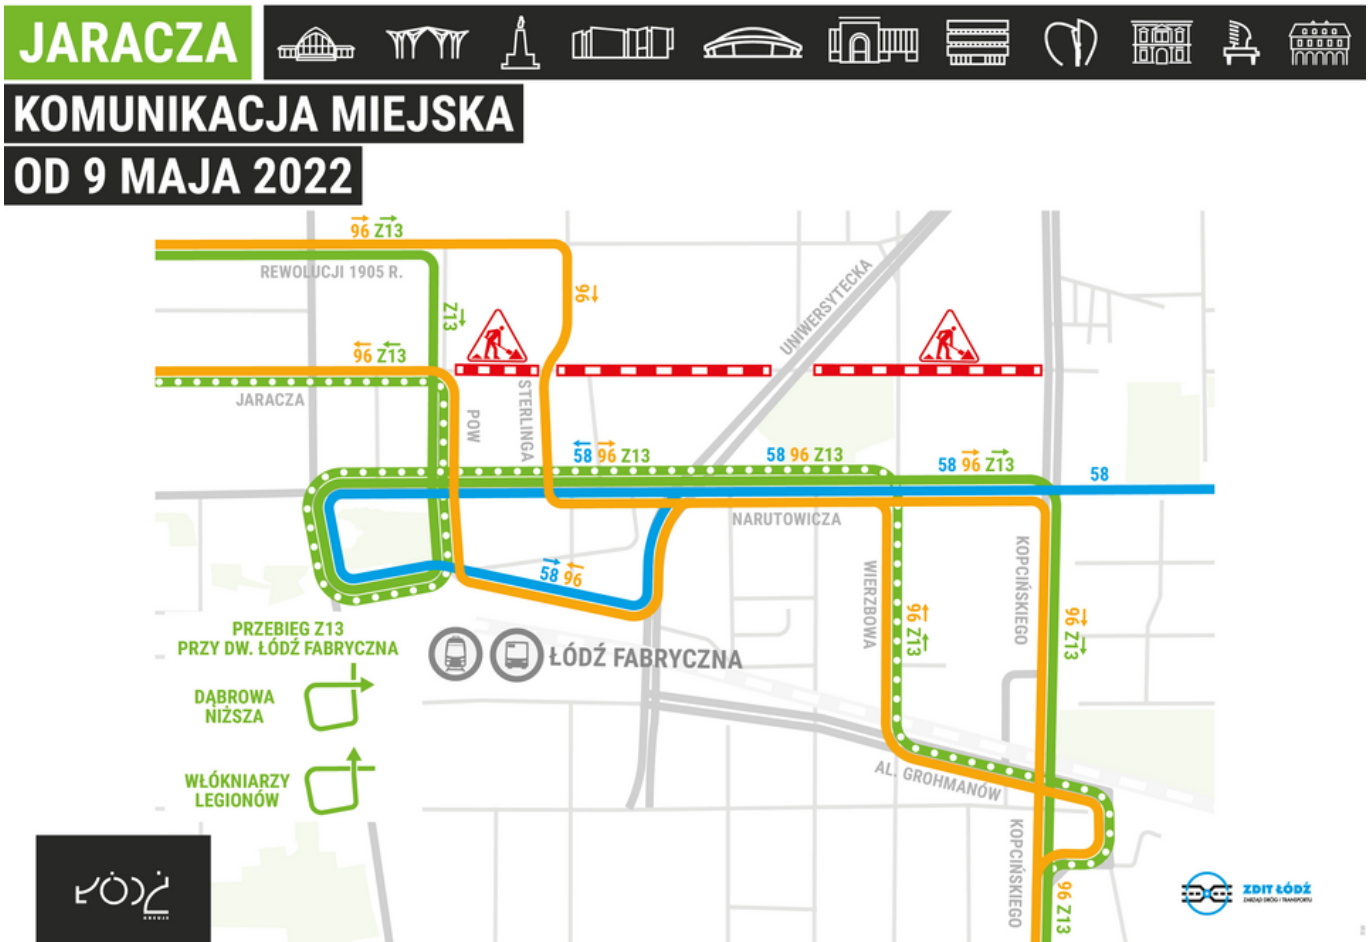 JARACZA
KOMUNIKACJA MIEJSKA
OD 9 MAJA 2022
96 Z13
REWOLUCJI 1905 R.
96
Z13
UNIWERSYTECKA
96 Z13
JARACZA
POW
STERLINGA
58 96 Z13
58 96 Z13
58 96 Z13
58
NARUTOWICZA
KOPCIŃSKIEGO
WIERZBOWA
58 96
96 Z13
96 Z13
PRZEBIEG Z13
PRZY DW. ŁÓDŹ FABRYCZNA
ŁÓDŹ FABRYCZNA
DĄBROWA
NIŻSZA
WŁÓKNIARZY
LEGIONÓW
AL. GROHMANÓW
KOPCIŃSKIEGO
96 Z13
ŁÓDŹ
ZDIT ŁÓDŹ
ZARZĄD DRÓG I TRANSPORTU